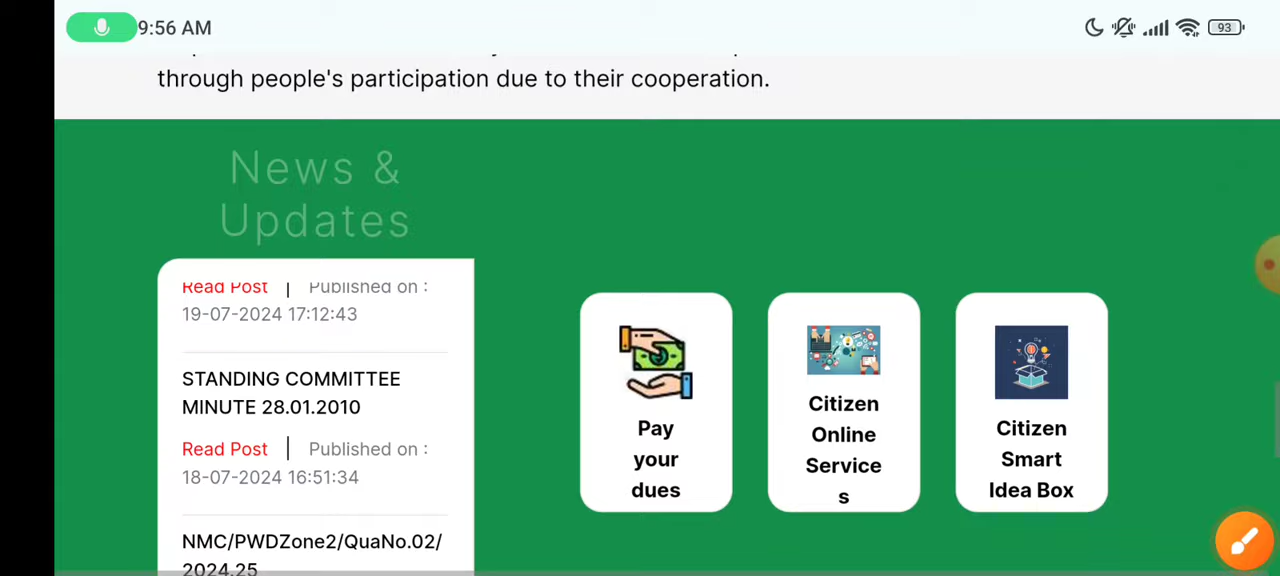 9:56 AM
93
through people's participation due to their cooperation.
News &
Updates
Read Post | Published on :
19-07-2024 17:12:43
STANDING COMMITTEE
MINUTE 28.01.2010
Read Post | Published on :
18-07-2024 16:51:34
NMC/PWDZone2/QuaNo.02/
2024.25
Pay
your
dues
Citizen
Online
Service
s
Citizen
Smart
Idea Box